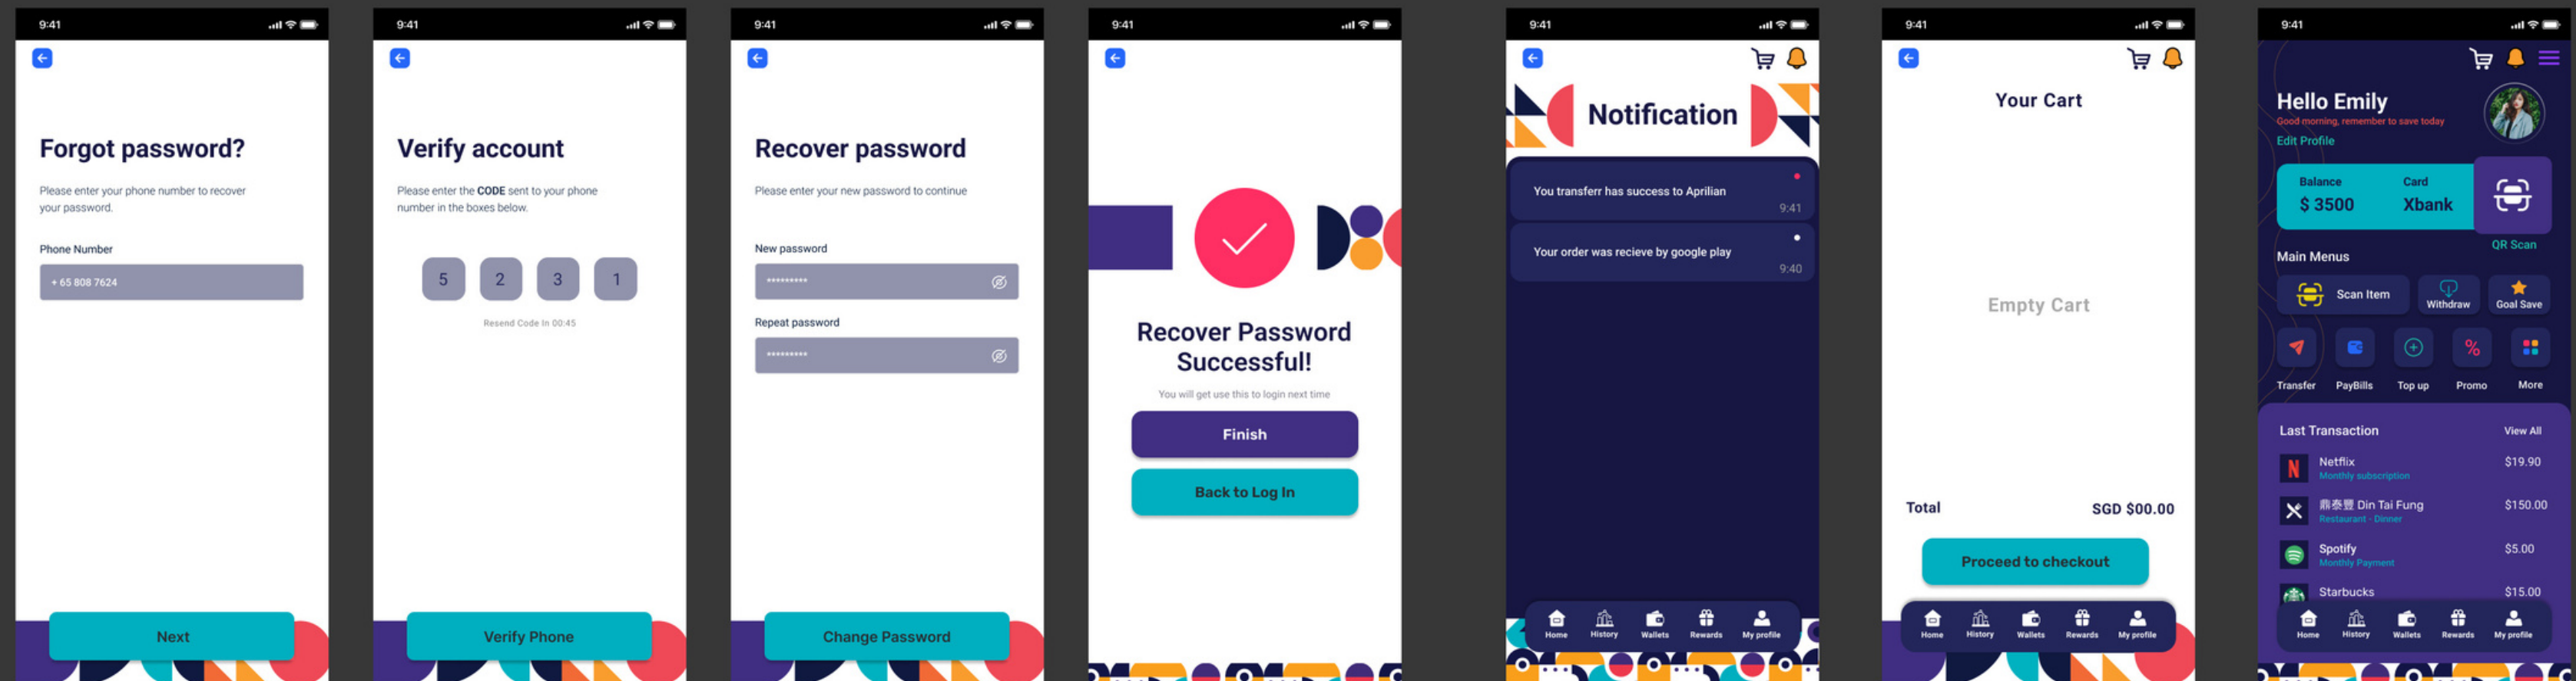 9:41
Forgot password?
Please enter your phone number to recover
your password.
Phone Number
+ 65 808 7624
Next
9:41
Verify account
Please enter the CODE sent to your phone
number in the boxes below.
5 2 3 1
Resend Code In 00:45
Verify Phone
9:41
Recover password
Please enter your new password to continue
New password
*********
Repeat password
*********
Change Password
9:41
Recover Password
Successful!
You will get use this to login next time
Finish
Back to Log In
9:41
Notification
You transferr has success to Aprilian
9:41
Your order was recieve by google play
9:40
Home History Wallets Rewards My profile
9:41
Your Cart
Empty Cart
Total SGD $00.00
Proceed to checkout
Home History Wallets Rewards My profile
9:41
Hello Emily
Good morning, remember to save today
Edit Profile
Balance Card
$ 3500 Xbank
QR Scan
Main Menus
Scan Item Withdraw Goal Save
Transfer PayBills Top up Promo More
Last Transaction View All
Netflix $19.90
Monthly subscription
鼎泰豐 Din Tai Fung $150.00
Restaurant - Dinner
Spotify $5.00
Monthly Payment
Starbucks $15.00
Home History Wallets Rewards My profile